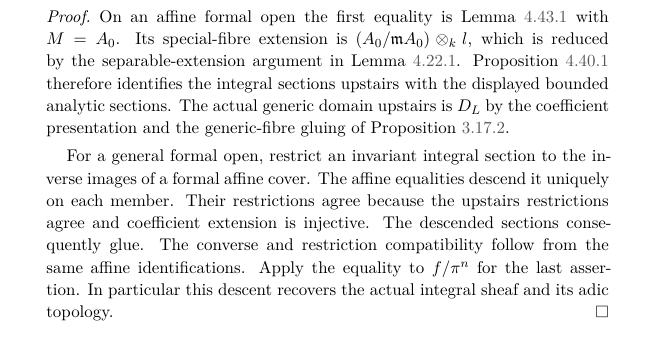 Proof. On an affine formal open the first equality is Lemma 4.43.1 with
M = A₀. Its special-fibre extension is (A₀/𝔪A₀) ⊗ₖ l, which is reduced
by the separable-extension argument in Lemma 4.22.1. Proposition 4.40.1
therefore identifies the integral sections upstairs with the displayed bounded
analytic sections. The actual generic domain upstairs is D_L by the coefficient
presentation and the generic-fibre gluing of Proposition 3.17.2.
For a general formal open, restrict an invariant integral section to the in-
verse images of a formal affine cover. The affine equalities descend it uniquely
on each member. Their restrictions agree because the upstairs restrictions
agree and coefficient extension is injective. The descended sections conse-
quently glue. The converse and restriction compatibility follow from the
same affine identifications. Apply the equality to f/πⁿ for the last asser-
tion. In particular this descent recovers the actual integral sheaf and its adic
topology. □